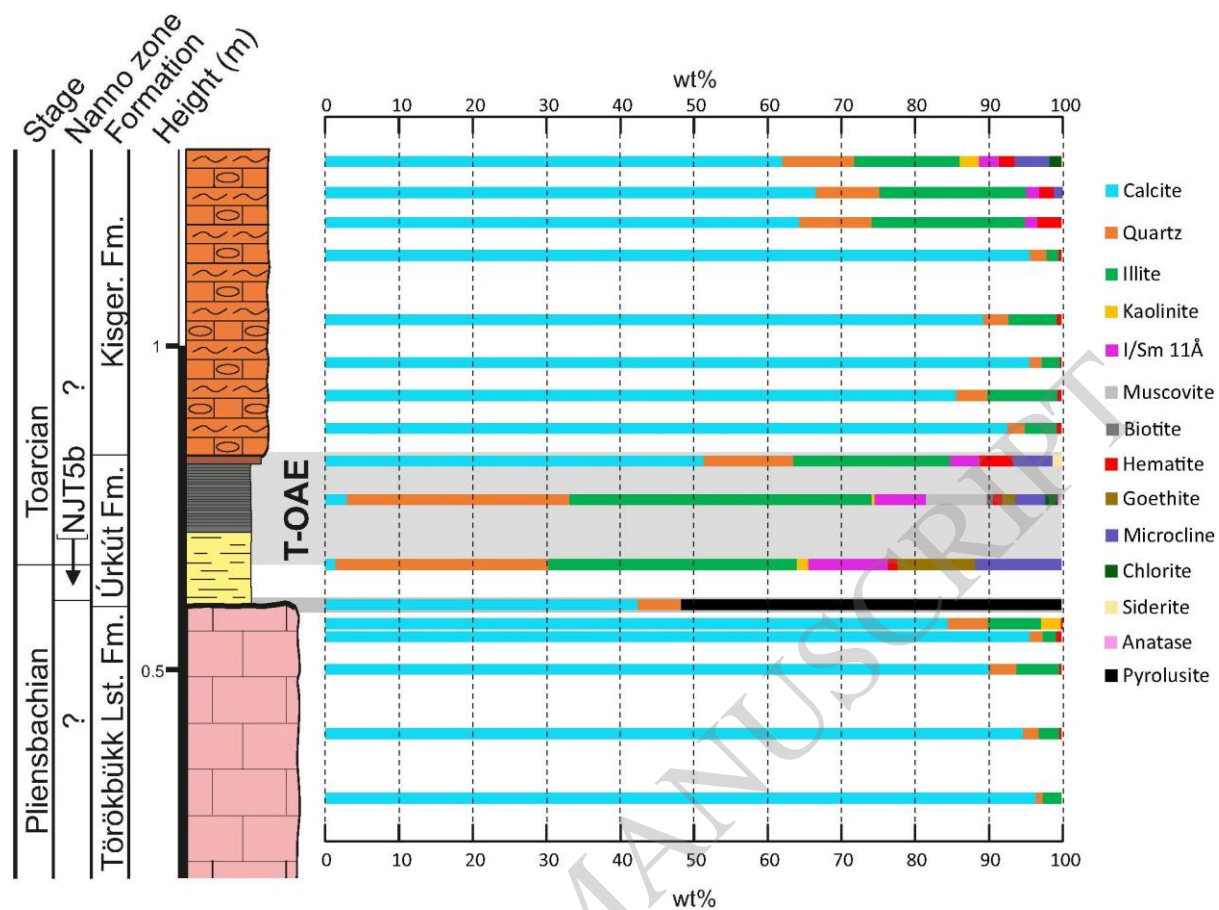 Stage
Nanno zone
Formation
Height (m)
wt%
0 10 20 30 40 50 60 70 80 90 100
Kisger. Fm.
1
?
Toarcian
[NJT5b
Úrkút Fm.
T-OAE
0.5
Pliensbachian
?
Törökbükk Lst. Fm.
Calcite
Quartz
Illite
Kaolinite
I/Sm 11Å
Muscovite
Biotite
Hematite
Goethite
Microcline
Chlorite
Siderite
Anatase
Pyrolusite
0 10 20 30 40 50 60 70 80 90 100
wt%
MANUSCRIPT